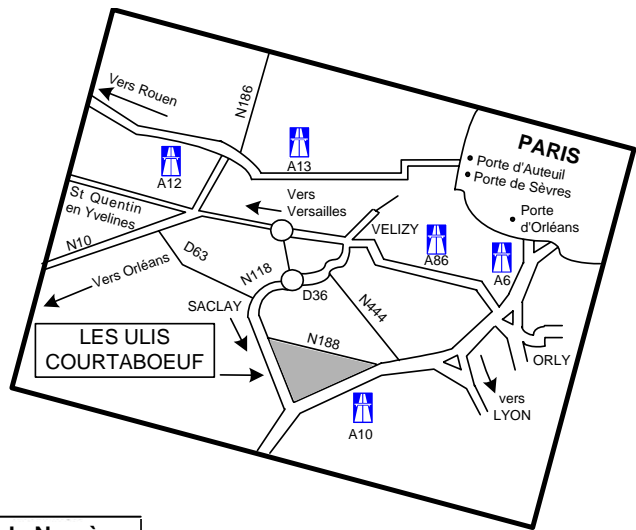 Vers Rouen
N186
A13
A12
PARIS
Porte d'Auteuil
Porte de Sèvres
Porte
d'Orléans
St Quentin
en Yvelines
Vers
Versailles
VELIZY
N10
D63
A86
A6
Vers Orléans
N118
D36
SACLAY
N444
LES ULIS
COURTABOEUF
N188
ORLY
vers
LYON
A10